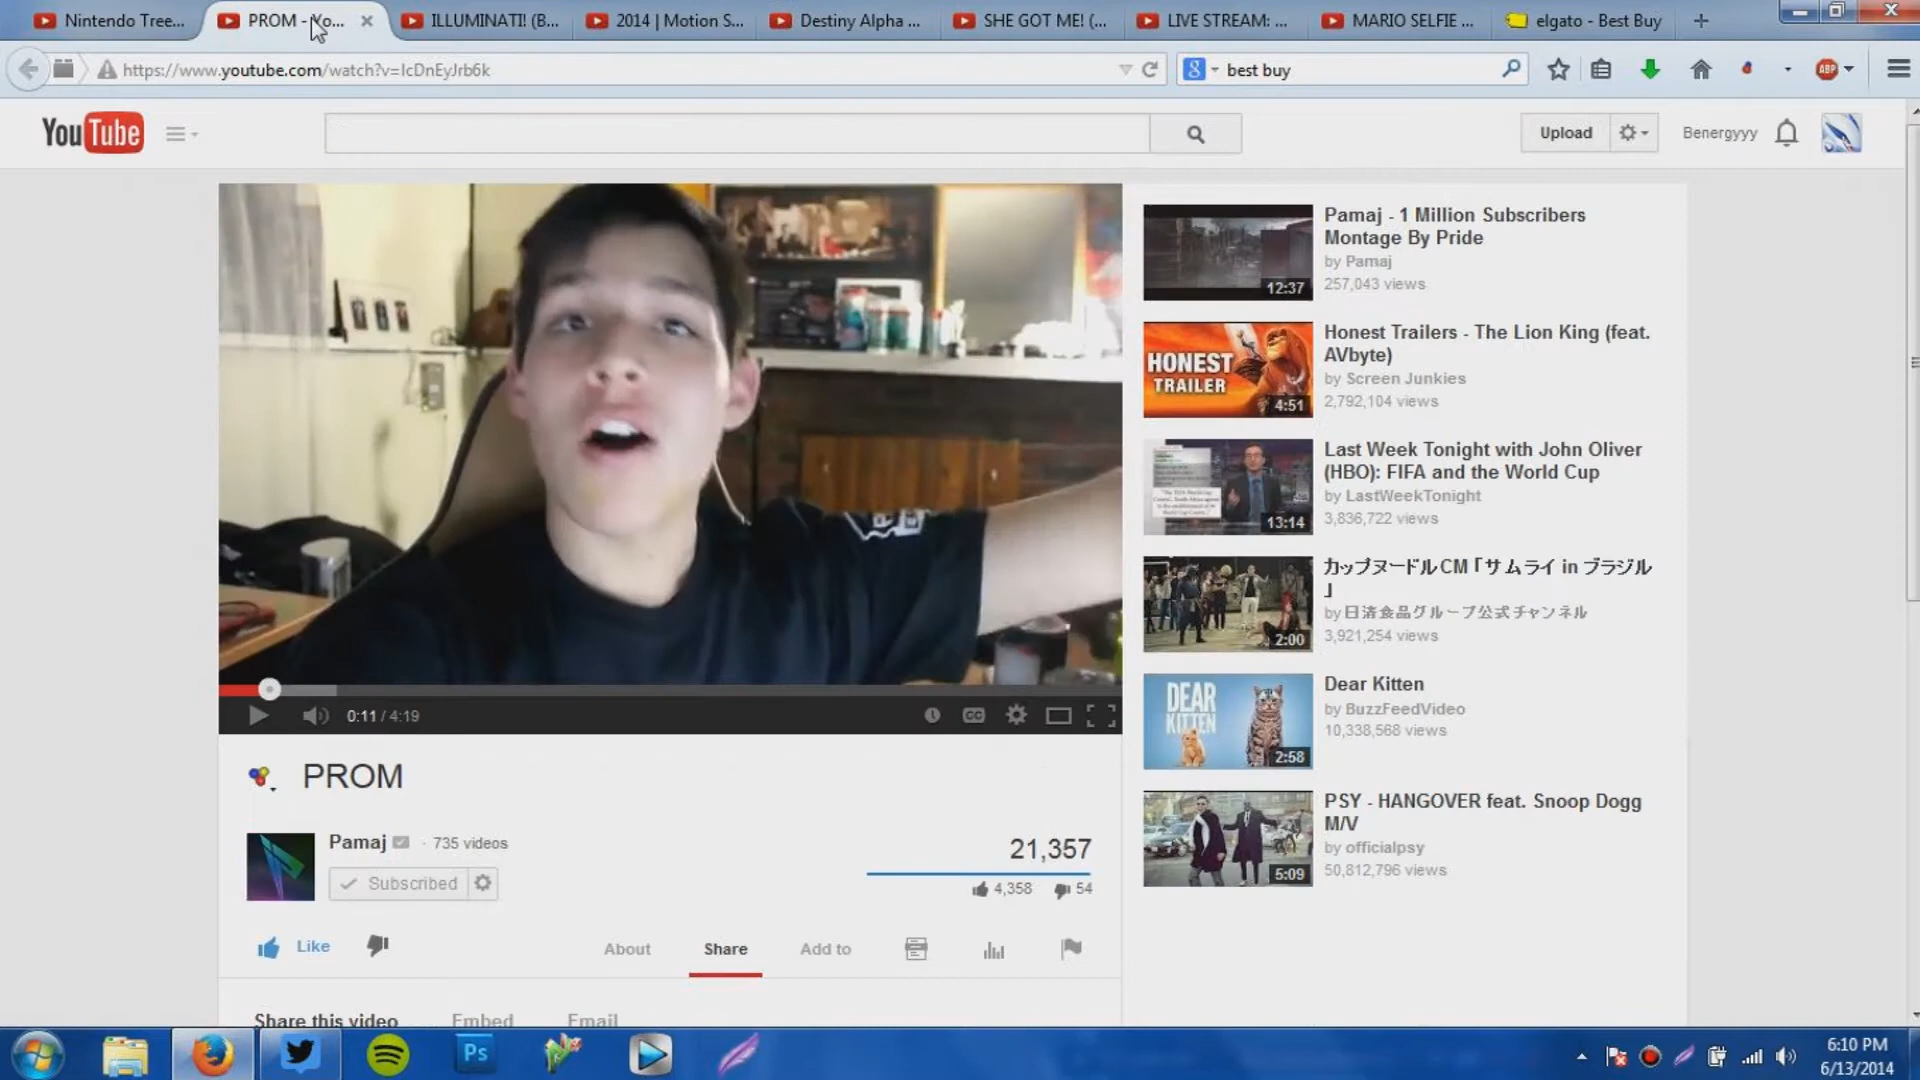 Nintendo Tree...
PROM - Yo...
ILLUMINATI! (B...
2014 | Motion S...
Destiny Alpha ...
SHE GOT ME! (...
LIVE STREAM: ...
MARIO SELFIE ...
elgato - Best Buy
https://www.youtube.com/watch?v=IcDnEyJrb6k
8
best buy
ABP
YouTube
Upload
Benergyyy
12:37
Pamaj - 1 Million Subscribers
Montage By Pride
by Pamaj
257,043 views
HONEST
TRAILER
4:51
Honest Trailers - The Lion King (feat.
AVbyte)
by Screen Junkies
2,792,104 views
13:14
Last Week Tonight with John Oliver
(HBO): FIFA and the World Cup
by LastWeekTonight
3,836,722 views
2:00
カップヌードルCM「サムライ in ブラジル
」
by 日清食品グループ公式チャンネル
3,921,254 views
DEAR
KITTEN
2:58
Dear Kitten
by BuzzFeedVideo
10,338,568 views
5:09
PSY - HANGOVER feat. Snoop Dogg
M/V
by officialpsy
50,812,796 views
0:11 / 4:19
CC
PROM
Pamaj · 735 videos
Subscribed
21,357
4,358 54
Like
About
Share
Add to
Share this video
Embed
Email
Ps
6:10 PM
6/13/2014